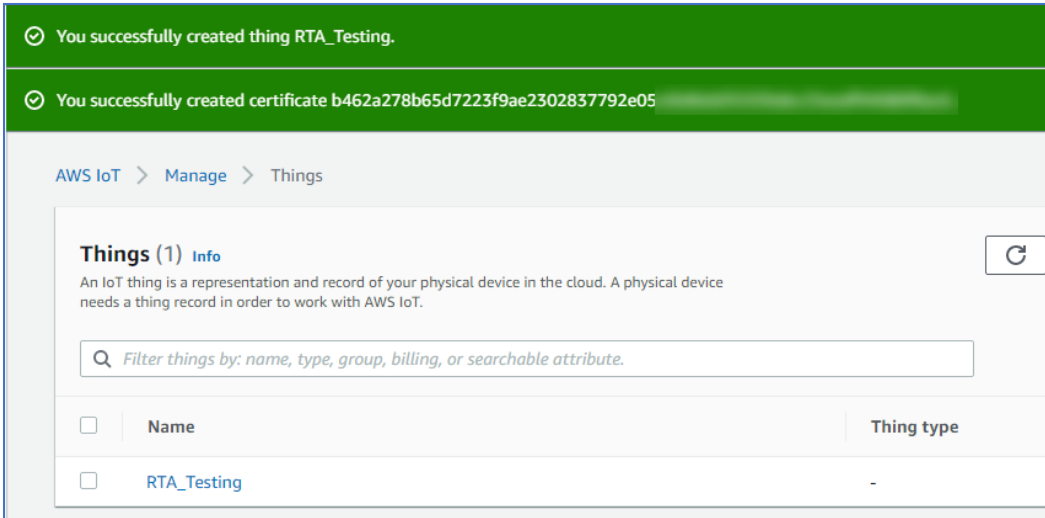 You successfully created thing RTA_Testing.
You successfully created certificate b462a278b65d7223f9ae2302837792e05
AWS IoT > Manage > Things
Things (1) Info
An IoT thing is a representation and record of your physical device in the cloud. A physical device
needs a thing record in order to work with AWS IoT.
Filter things by: name, type, group, billing, or searchable attribute.
Name Thing type
RTA_Testing -